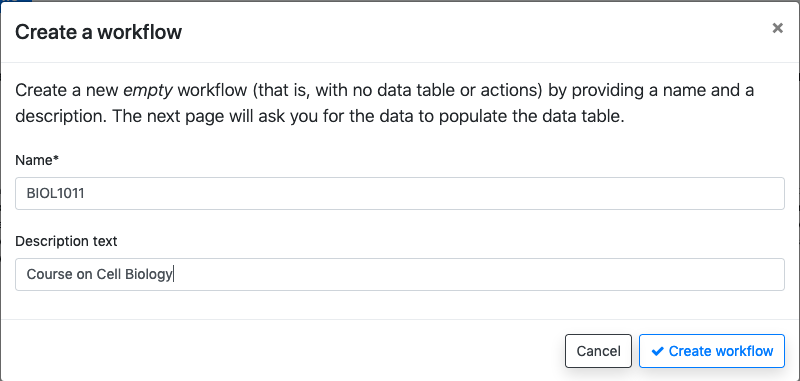 Create a workflow
×
Create a new empty workflow (that is, with no data table or actions) by providing a name and a
description. The next page will ask you for the data to populate the data table.
Name*
BIOL1011
Description text
Course on Cell Biology
Cancel
✔ Create workflow